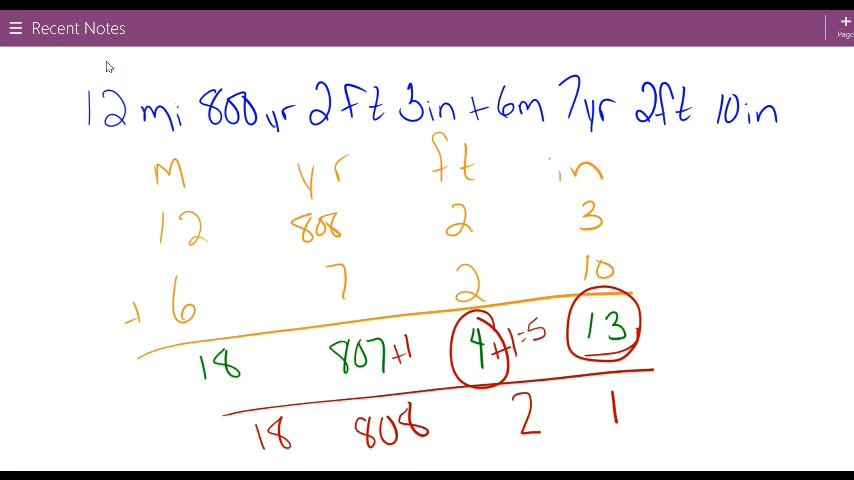 Recent Notes
Page
12 mi 800 yr 2 ft 3 in + 6 m 7 yr 2 ft 10 in
m yr ft in
12 808 2 3
+ 6 7 2 10
18 807 +1 4 +1=5 13
18 808 2 1